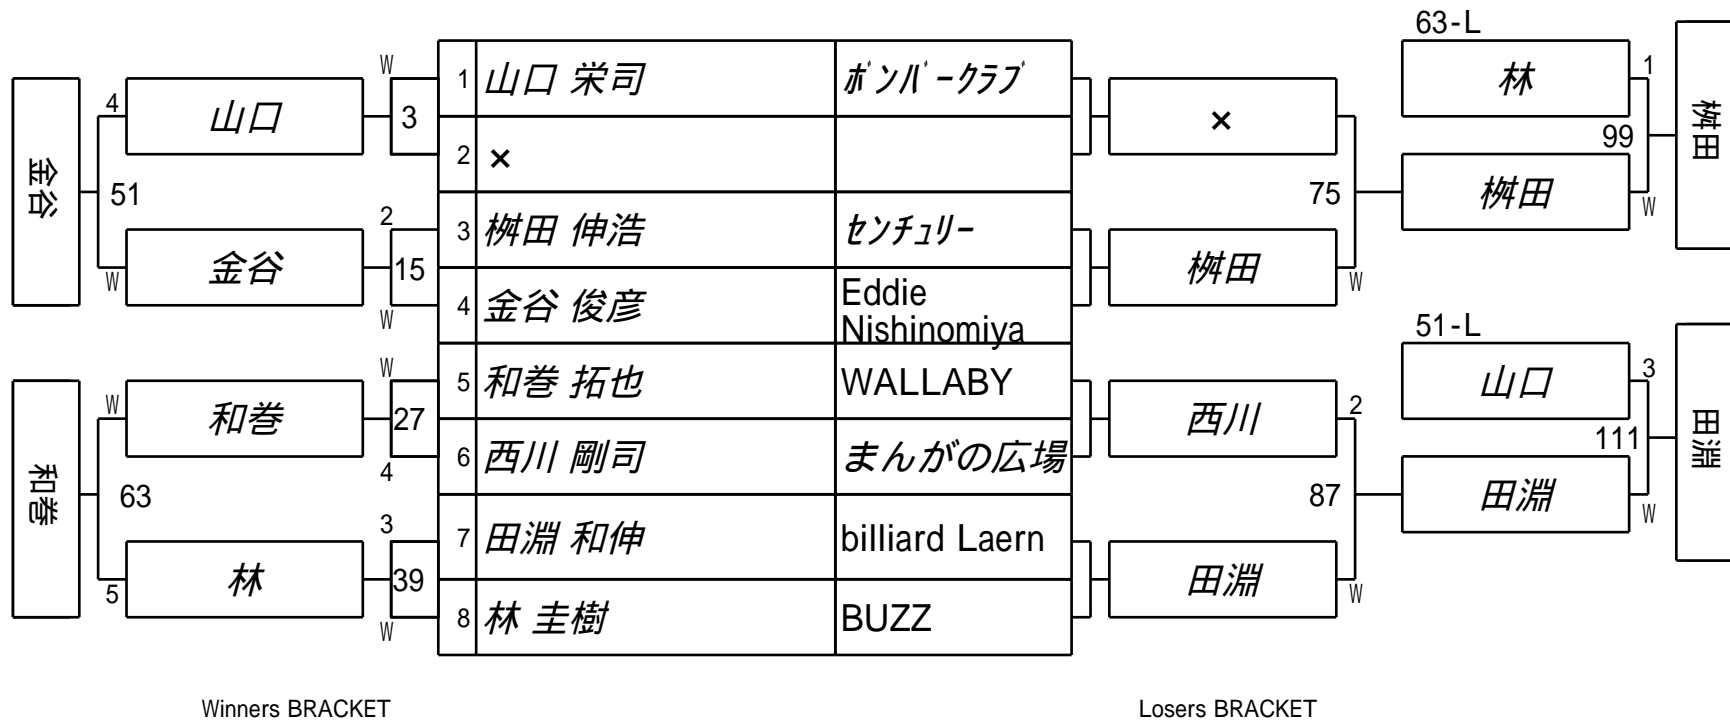 63-L
W 1 山口 栄司 ﾎﾞﾝﾊﾞｰｸﾗﾌﾞ 林 1
4 山口 3 × 桝田
2 × 99
金谷 51 75 桝田 W
2 3 桝田 伸浩 ｾﾝﾁｭﾘｰ
W 金谷 15 桝田 W
W 4 金谷 俊彦 Eddie
Nishinomiya
51-L
W 5 和巻 拓也 WALLABY 山口 3
W 和巻 27 西川 2 田淵
4 6 西川 剛司 まんがの広場 111
和巻 63 87 田淵 W
3 7 田淵 和伸 billiard Laern
5 林 39 田淵 W
W 8 林 圭樹 BUZZ
Winners BRACKET Losers BRACKET